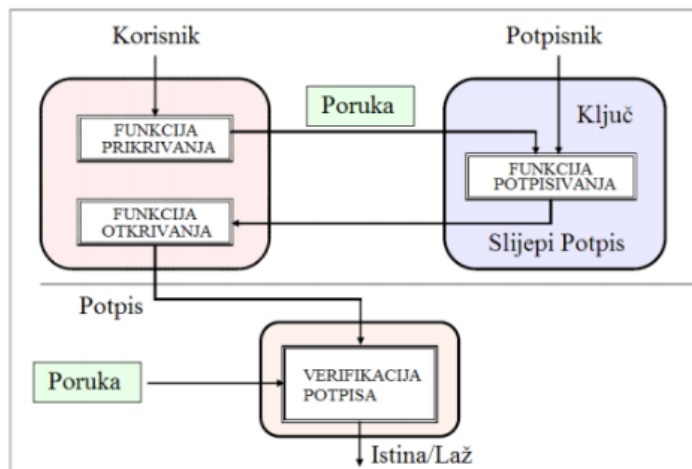 Korisnik
Potpisnik
Poruka
Ključ
FUNKCIJA
PRIKRIVANJA
FUNKCIJA
POTPISIVANJA
FUNKCIJA
OTKRIVANJA
Slijepi Potpis
Potpis
Poruka
VERIFIKACIJA
POTPISA
Istina/Laž